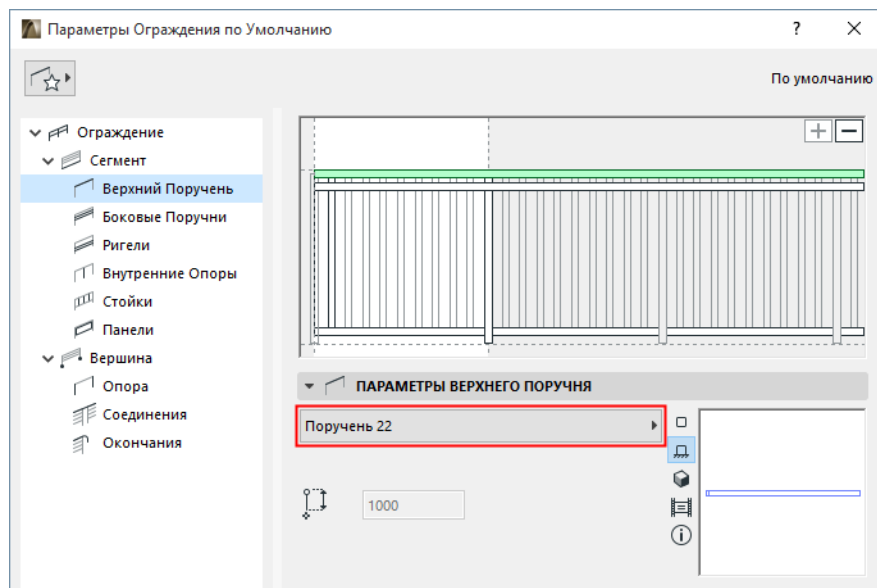 Параметры Ограждения по Умолчанию
?
По умолчанию
Ограждение
Сегмент
Верхний Поручень
Боковые Поручни
Ригели
Внутренние Опоры
Стойки
Панели
Вершина
Опора
Соединения
Окончания
ПАРАМЕТРЫ ВЕРХНЕГО ПОРУЧНЯ
Поручень 22
1000